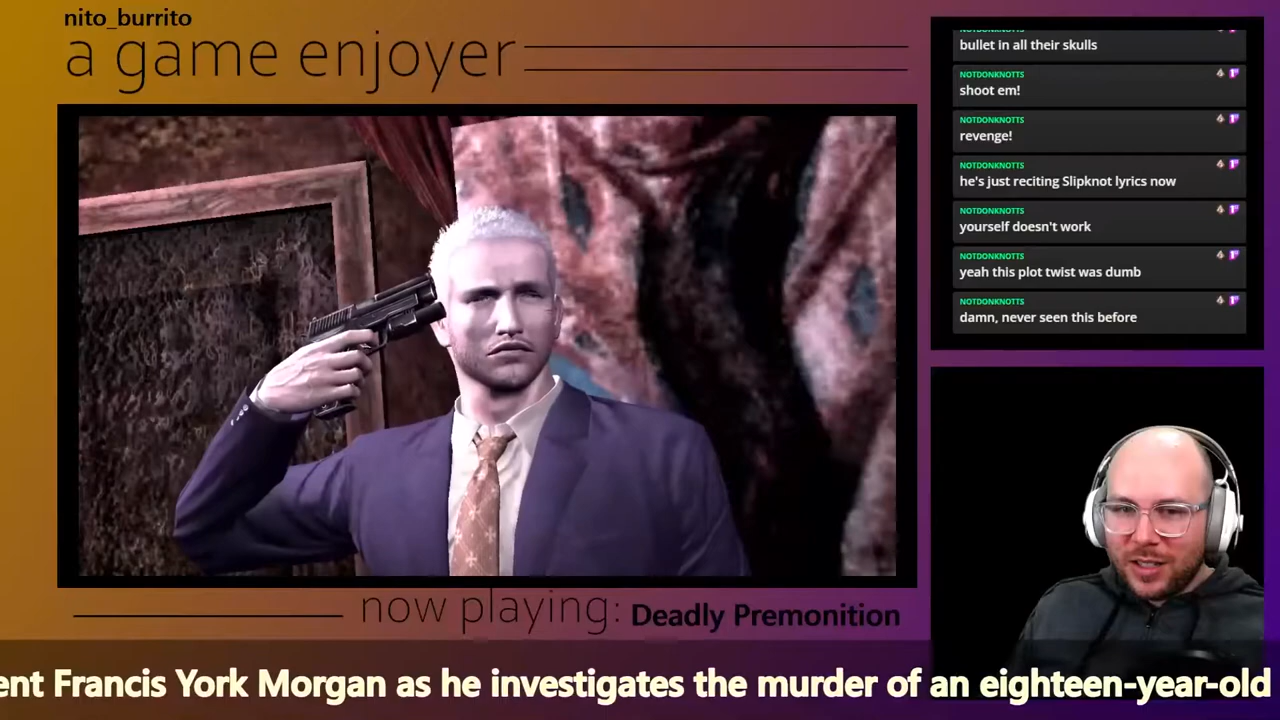 nito_burrito
a game enjoyer
bullet in all their skulls
NOTDONKNOTTS
shoot em!
NOTDONKNOTTS
revenge!
NOTDONKNOTTS
he's just reciting Slipknot lyrics now
NOTDONKNOTTS
yourself doesn't work
NOTDONKNOTTS
yeah this plot twist was dumb
NOTDONKNOTTS
damn, never seen this before
now playing: Deadly Premonition
ent Francis York Morgan as he investigates the murder of an eighteen-year-old